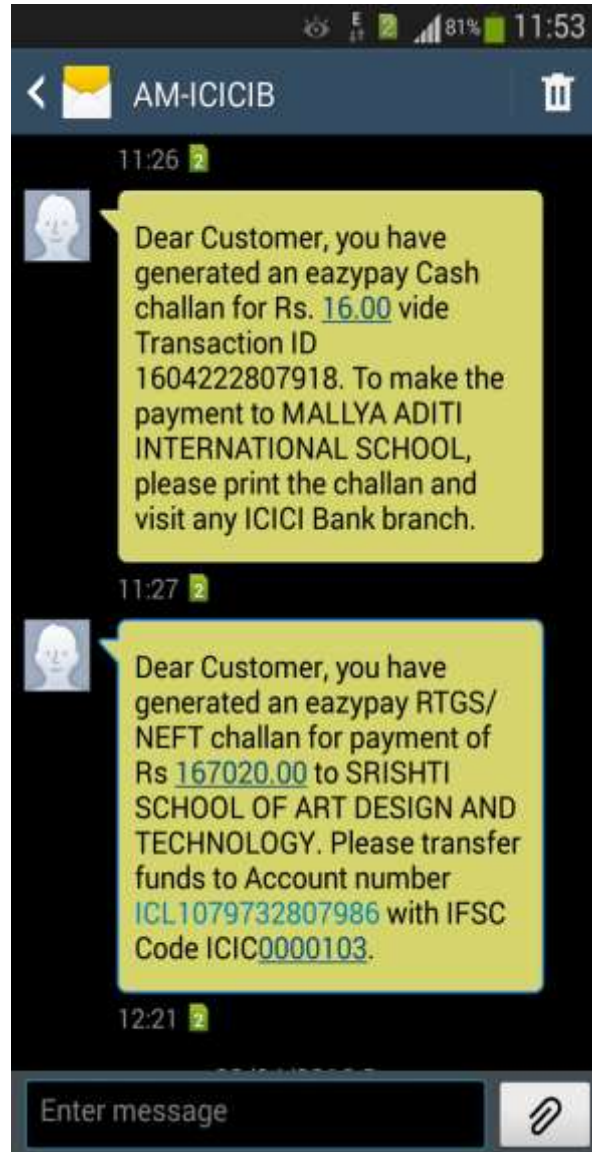 81% 11:53
AM-ICICIB
11:26 2
Dear Customer, you have
generated an eazypay Cash
challan for Rs. 16.00 vide
Transaction ID
1604222807918. To make the
payment to MALLYA ADITI
INTERNATIONAL SCHOOL,
please print the challan and
visit any ICICI Bank branch.
11:27 2
Dear Customer, you have
generated an eazypay RTGS/
NEFT challan for payment of
Rs 167020.00 to SRISHTI
SCHOOL OF ART DESIGN AND
TECHNOLOGY. Please transfer
funds to Account number
ICL1079732807986 with IFSC
Code ICIC0000103.
12:21 2
Enter message